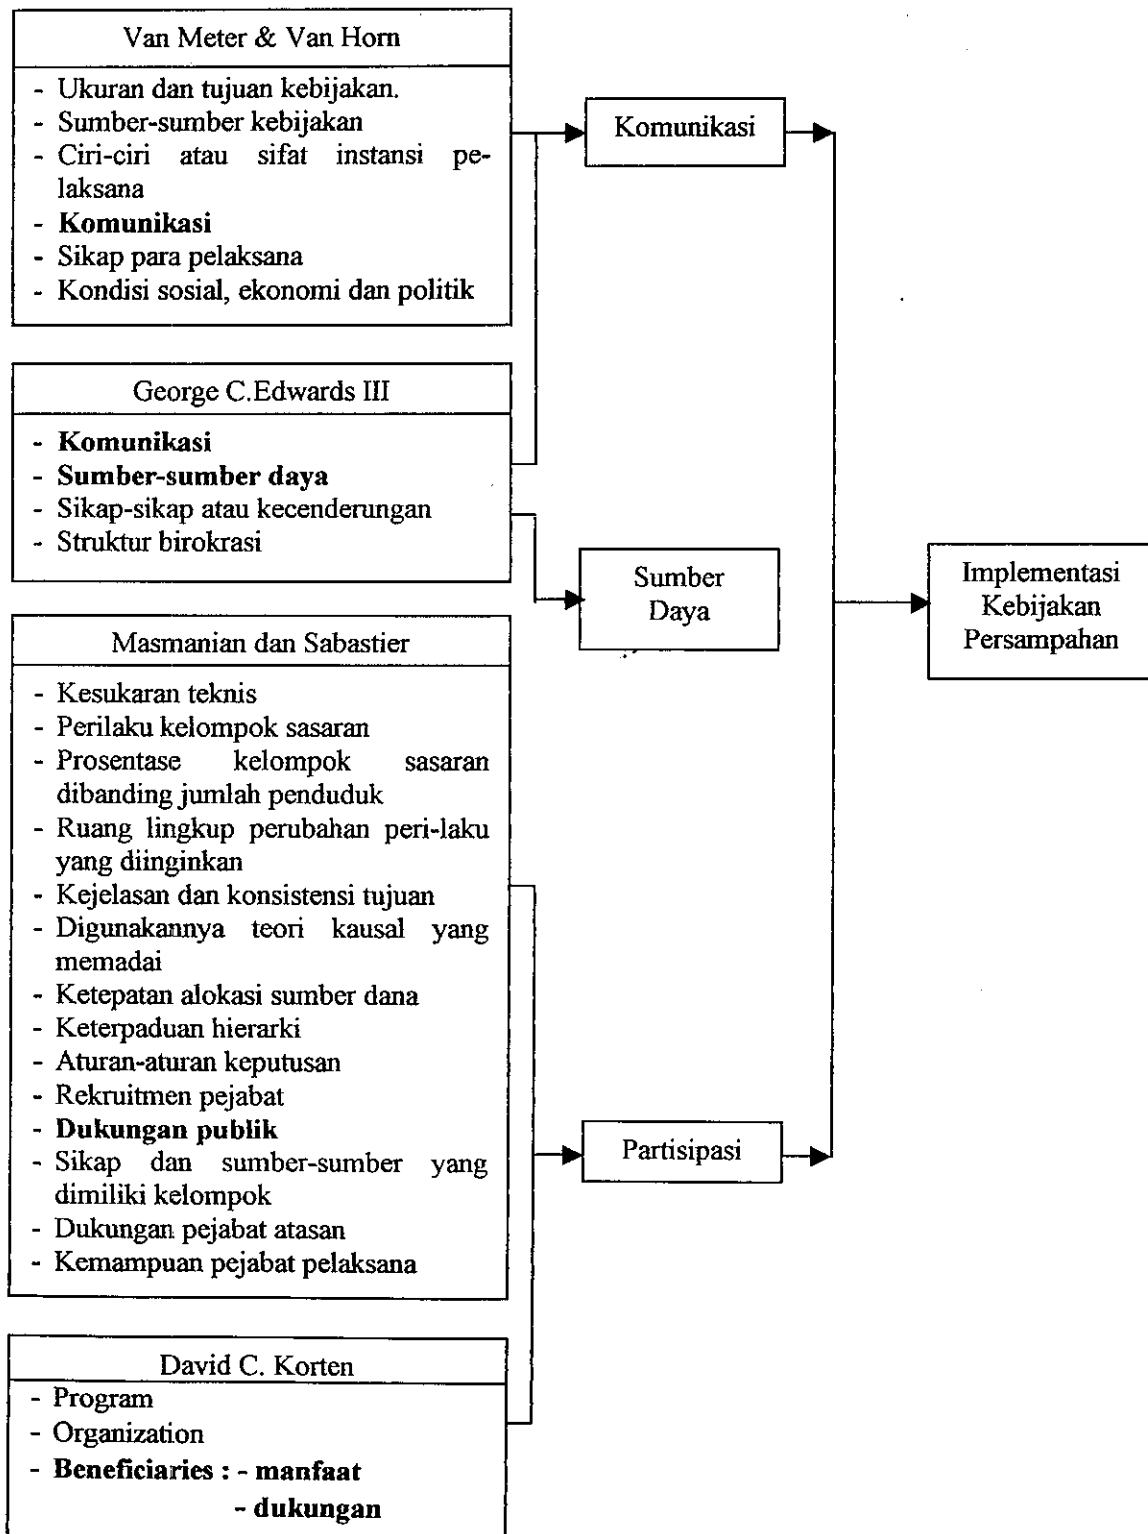 Van Meter & Van Horn
- Ukuran dan tujuan kebijakan.
- Sumber-sumber kebijakan
- Ciri-ciri atau sifat instansi pe-
laksana
- Komunikasi
- Sikap para pelaksana
- Kondisi sosial, ekonomi dan politik
Komunikasi
George C.Edwards III
- Komunikasi
- Sumber-sumber daya
- Sikap-sikap atau kecenderungan
- Struktur birokrasi
Sumber
Daya
Implementasi
Kebijakan
Persampahan
Masmanian dan Sabastier
- Kesukaran teknis
- Perilaku kelompok sasaran
- Prosentase kelompok sasaran
dibanding jumlah penduduk
- Ruang lingkup perubahan peri-laku
yang diinginkan
- Kejelasan dan konsistensi tujuan
- Digunakannya teori kausal yang
memadai
- Ketepatan alokasi sumber dana
- Keterpaduan hierarki
- Aturan-aturan keputusan
- Rekruitmen pejabat
- Dukungan publik
- Sikap dan sumber-sumber yang
dimiliki kelompok
- Dukungan pejabat atasan
- Kemampuan pejabat pelaksana
Partisipasi
David C. Korten
- Program
- Organization
- Beneficiaries : - manfaat
- dukungan